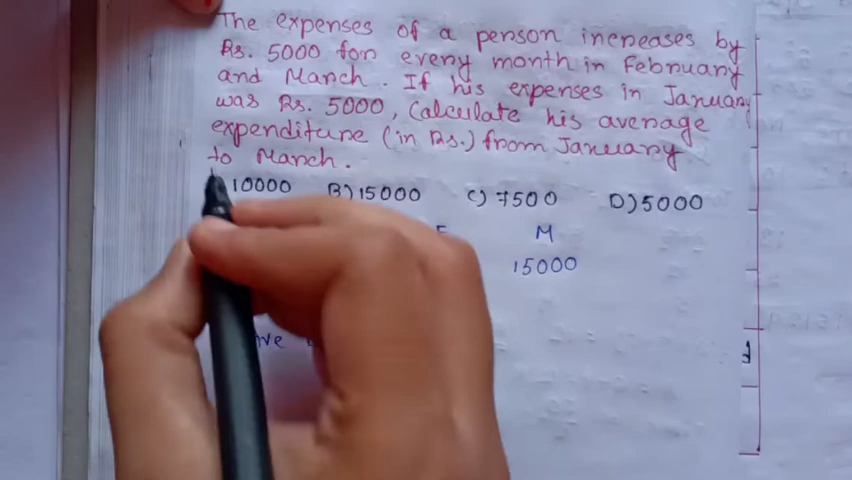 The expenses of a person increases by
Rs. 5000 for every month in February
and March. If his expenses in January
was Rs. 5000, Calculate his average
expenditure (in Rs.) from January
to March.
10000 B) 15000 C) 7500 D) 5000
M
15000